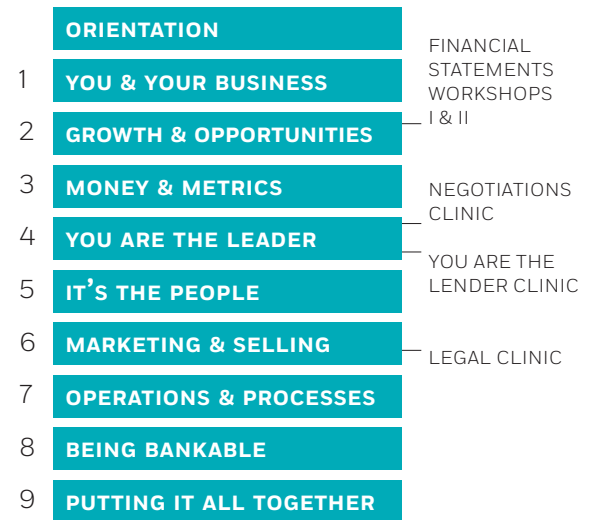 ORIENTATION
1 YOU & YOUR BUSINESS
2 GROWTH & OPPORTUNITIES
3 MONEY & METRICS
4 YOU ARE THE LEADER
5 IT'S THE PEOPLE
6 MARKETING & SELLING
7 OPERATIONS & PROCESSES
8 BEING BANKABLE
9 PUTTING IT ALL TOGETHER
FINANCIAL
STATEMENTS
WORKSHOPS
I & II
NEGOTIATIONS
CLINIC
YOU ARE THE
LENDER CLINIC
LEGAL CLINIC